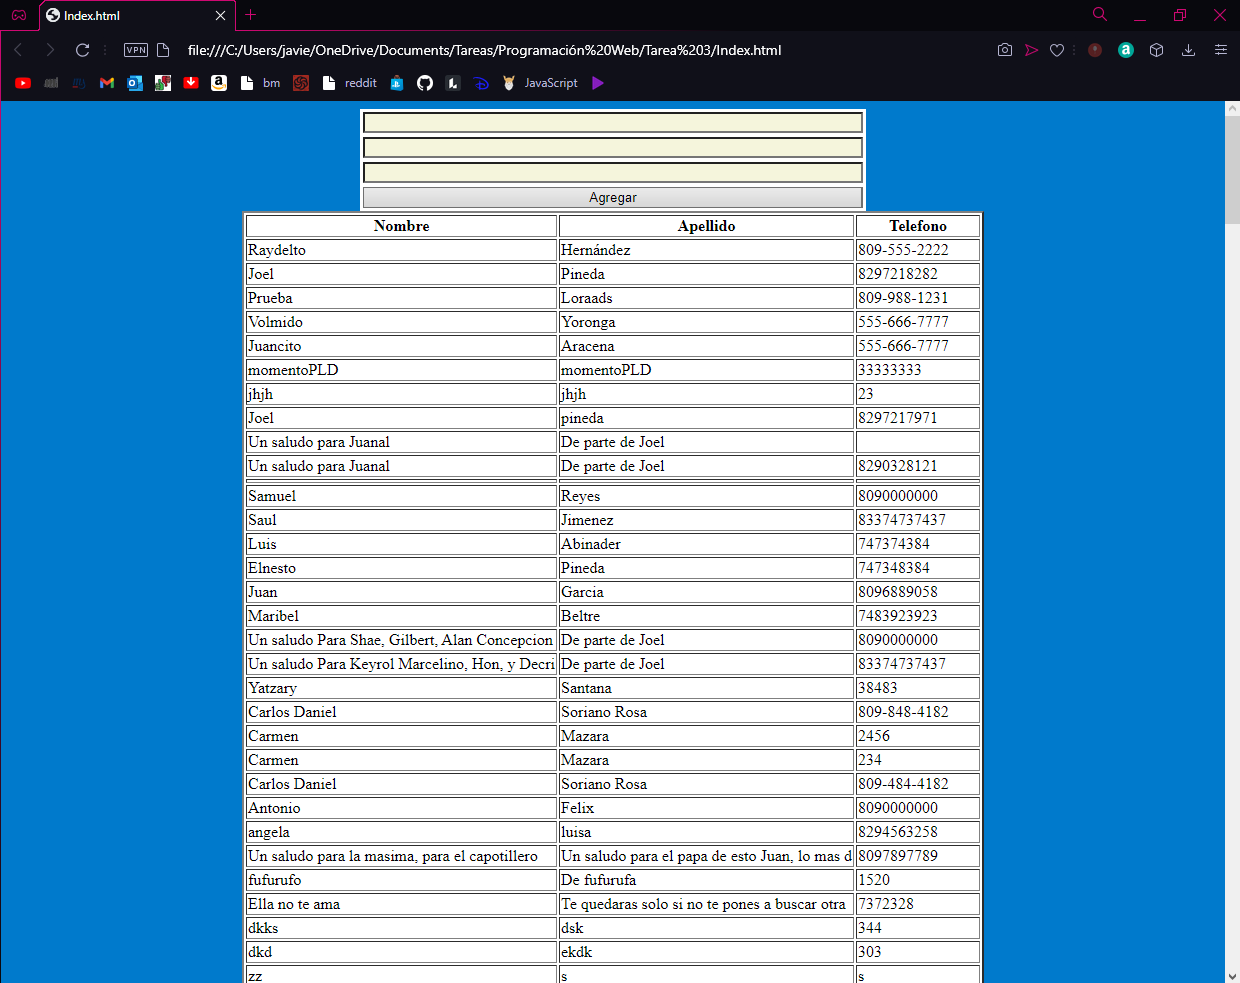 Index.html
VPN
file:///C:/Users/javie/OneDrive/Documents/Tareas/Programación%20Web/Tarea%203/Index.html
bm reddit JavaScript
Agregar
Nombre Apellido Telefono
Raydelto Hernández 809-555-2222
Joel Pineda 8297218282
Prueba Loraads 809-988-1231
Volmido Yoronga 555-666-7777
Juancito Aracena 555-666-7777
momentoPLD momentoPLD 33333333
jhjh jhjh 23
Joel pineda 8297217971
Un saludo para Juanal De parte de Joel
Un saludo para Juanal De parte de Joel 8290328121
Samuel Reyes 8090000000
Saul Jimenez 83374737437
Luis Abinader 747374384
Elnesto Pineda 747348384
Juan Garcia 8096889058
Maribel Beltre 7483923923
Un saludo Para Shae, Gilbert, Alan Concepcion De parte de Joel 8090000000
Un saludo Para Keyrol Marcelino, Hon, y Decri De parte de Joel 83374737437
Yatzary Santana 38483
Carlos Daniel Soriano Rosa 809-848-4182
Carmen Mazara 2456
Carmen Mazara 234
Carlos Daniel Soriano Rosa 809-484-4182
Antonio Felix 8090000000
angela luisa 8294563258
Un saludo para la masima, para el capotillero Un saludo para el papa de esto Juan, lo mas d 8097897789
fufurufo De fufurufa 1520
Ella no te ama Te quedaras solo si no te pones a buscar otra 7372328
dkks dsk 344
dkd ekdk 303
zz s s